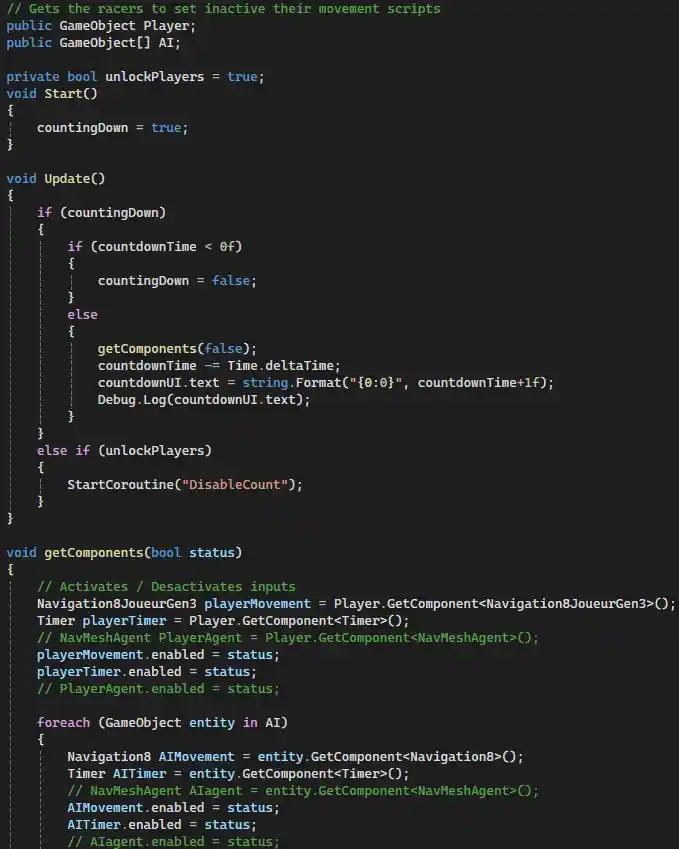 // Gets the racers to set inactive their movement scripts
public GameObject Player;
public GameObject[] AI;

private bool unlockPlayers = true;
void Start()
{
    countingDown = true;
}

void Update()
{
    if (countingDown)
    {
        if (countdownTime < 0f)
        {
            countingDown = false;
        }
        else
        {
            getComponents(false);
            countdownTime -= Time.deltaTime;
            countdownUI.text = string.Format("{0:0}", countdownTime+1f);
            Debug.Log(countdownUI.text);
        }
    }
    else if (unlockPlayers)
    {
        StartCoroutine("DisableCount");
    }
}

void getComponents(bool status)
{
    // Activates / Desactivates inputs
    Navigation8JoueurGen3 playerMovement = Player.GetComponent<Navigation8JoueurGen3>();
    Timer playerTimer = Player.GetComponent<Timer>();
    // NavMeshAgent PlayerAgent = Player.GetComponent<NavMeshAgent>();
    playerMovement.enabled = status;
    playerTimer.enabled = status;
    // PlayerAgent.enabled = status;

    foreach (GameObject entity in AI)
    {
        Navigation8 AIMovement = entity.GetComponent<Navigation8>();
        Timer AITimer = entity.GetComponent<Timer>();
        // NavMeshAgent AIagent = entity.GetComponent<NavMeshAgent>();
        AIMovement.enabled = status;
        AITimer.enabled = status;
        // AIagent.enabled = status;